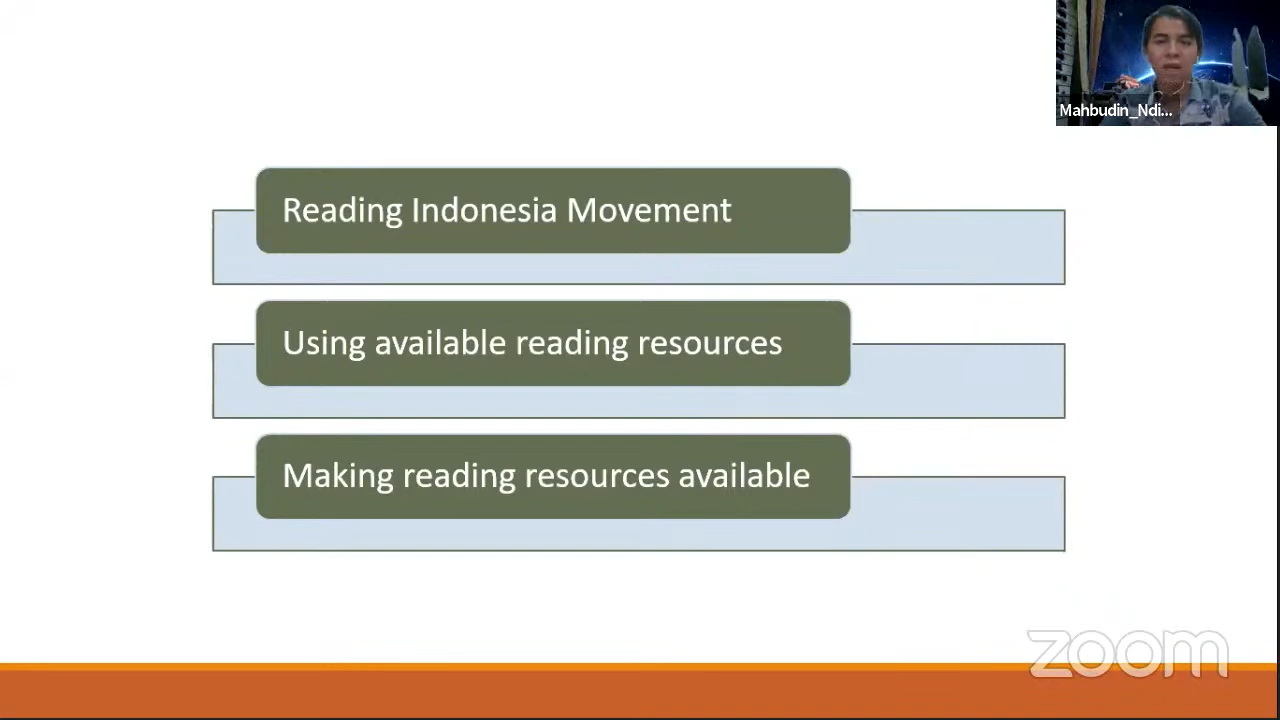 Mahbudin_Ndi...
Reading Indonesia Movement
Using available reading resources
Making reading resources available
zoom